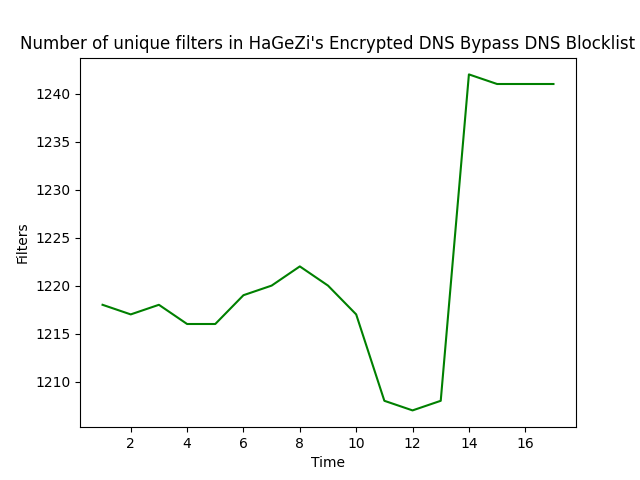 Number of unique filters in HaGeZi's Encrypted DNS Bypass DNS Blocklist
1240
1235
1230
1225
1220
1215
1210
Filters
2 4 6 8 10 12 14 16
Time